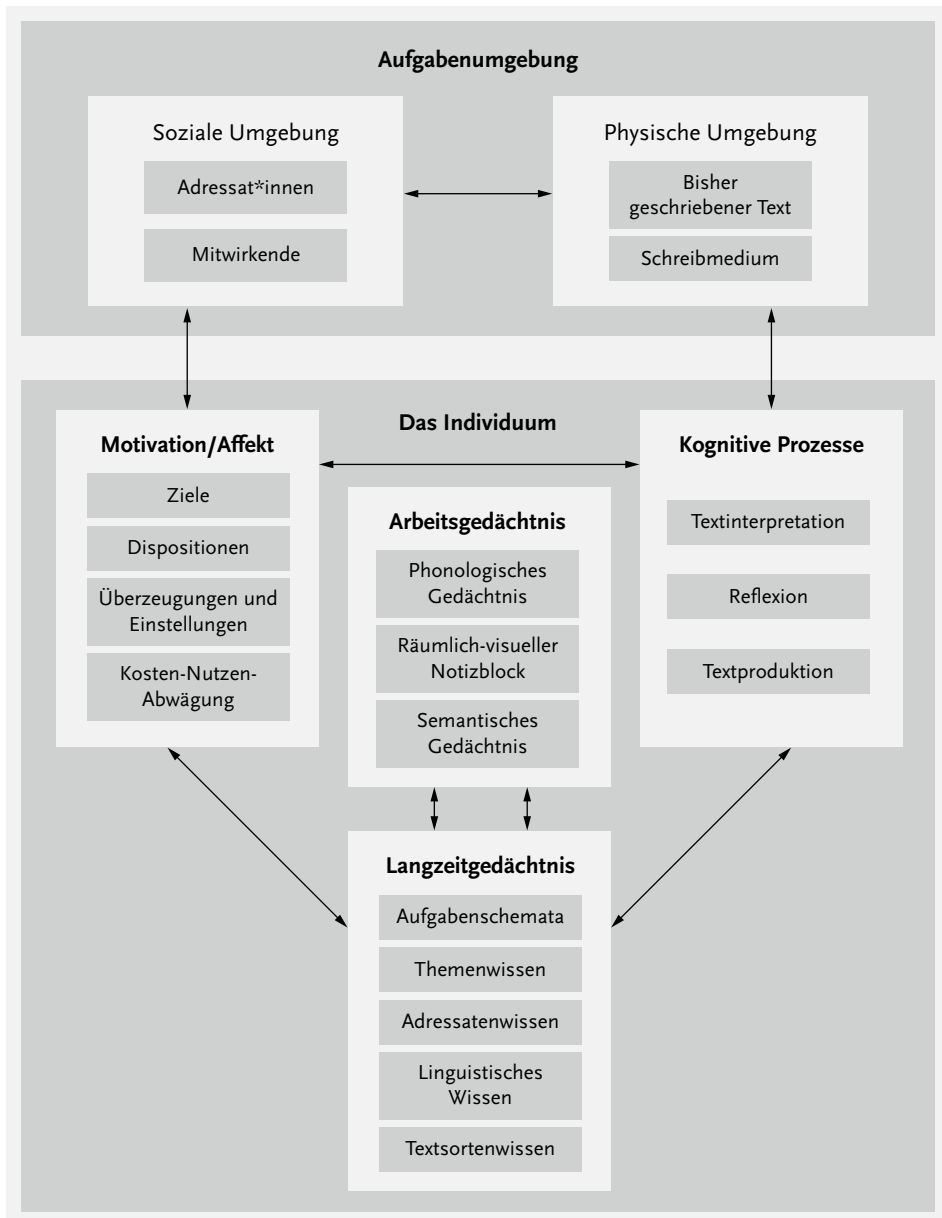 Aufgabenumgebung
Soziale Umgebung
Adressat*innen
Mitwirkende
Physische Umgebung
Bisher
geschriebener Text
Schreibmedium
Das Individuum
Motivation/Affekt
Ziele
Dispositionen
Überzeugungen und
Einstellungen
Kosten-Nutzen-
Abwägung
Arbeitsgedächtnis
Phonologisches
Gedächtnis
Räumlich-visueller
Notizblock
Semantisches
Gedächtnis
Kognitive Prozesse
Textinterpretation
Reflexion
Textproduktion
Langzeitgedächtnis
Aufgabenschemata
Themenwissen
Adressatenwissen
Linguistisches
Wissen
Textsortenwissen